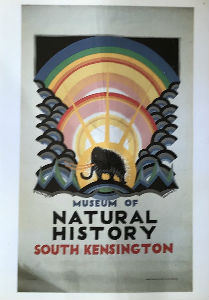 MUSEUM OF
NATURAL
HISTORY
SOUTH KENSINGTON